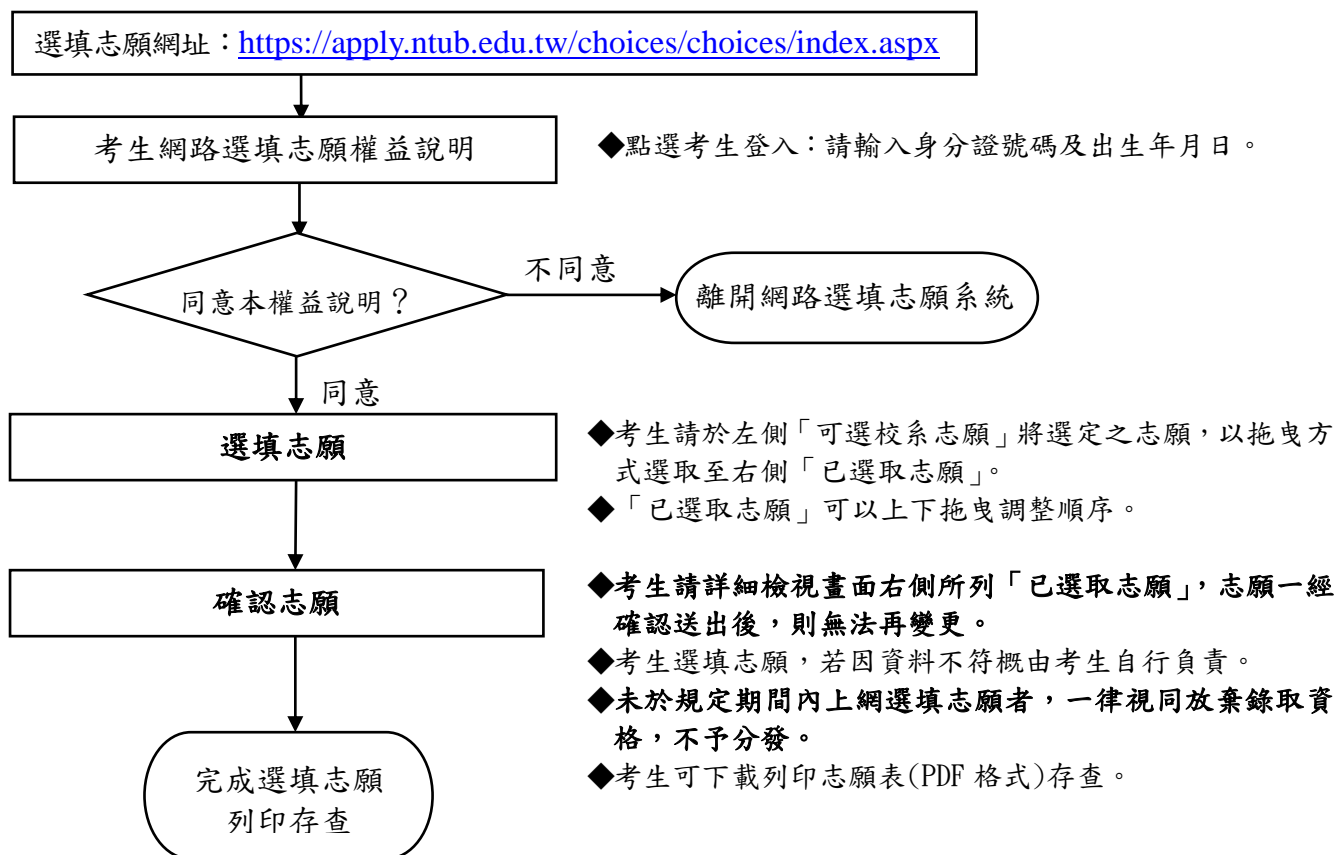 選填志願網址：https://apply.ntub.edu.tw/choices/choices/index.aspx
考生網路選填志願權益說明
◆點選考生登入：請輸入身分證號碼及出生年月日。
同意本權益說明？
不同意
離開網路選填志願系統
同意
選填志願
◆考生請於左側「可選校系志願」將選定之志願，以拖曳方
式選取至右側「已選取志願」。
◆「已選取志願」可以上下拖曳調整順序。
確認志願
◆考生請詳細檢視畫面右側所列「已選取志願」，志願一經
確認送出後，則無法再變更。
◆考生選填志願，若因資料不符概由考生自行負責。
◆未於規定期間內上網選填志願者，一律視同放棄錄取資
格，不予分發。
◆考生可下載列印志願表(PDF 格式)存查。
完成選填志願
列印存查